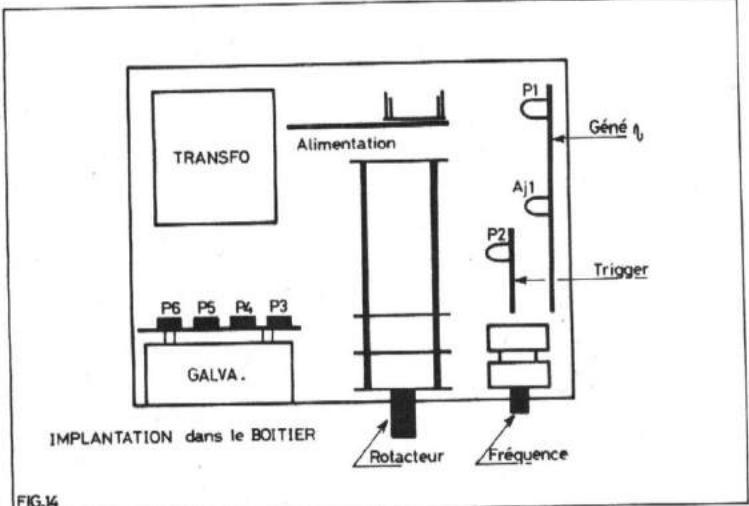 P1
Géné
TRANSFO
Alimentation
Aj1
P2
Trigger
P6 P5 P4 P3
GALVA.
IMPLANTATION dans le BOITIER
Rotacteur
Fréquence
FIG.14